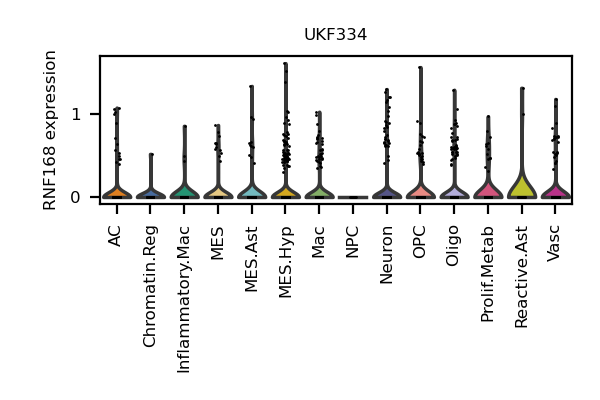 UKF334
RNF168 expression
1
0
AC
Chromatin.Reg
Inflammatory.Mac
MES
MES.Ast
MES.Hyp
Mac
NPC
Neuron
OPC
Oligo
Prolif.Metab
Reactive.Ast
Vasc